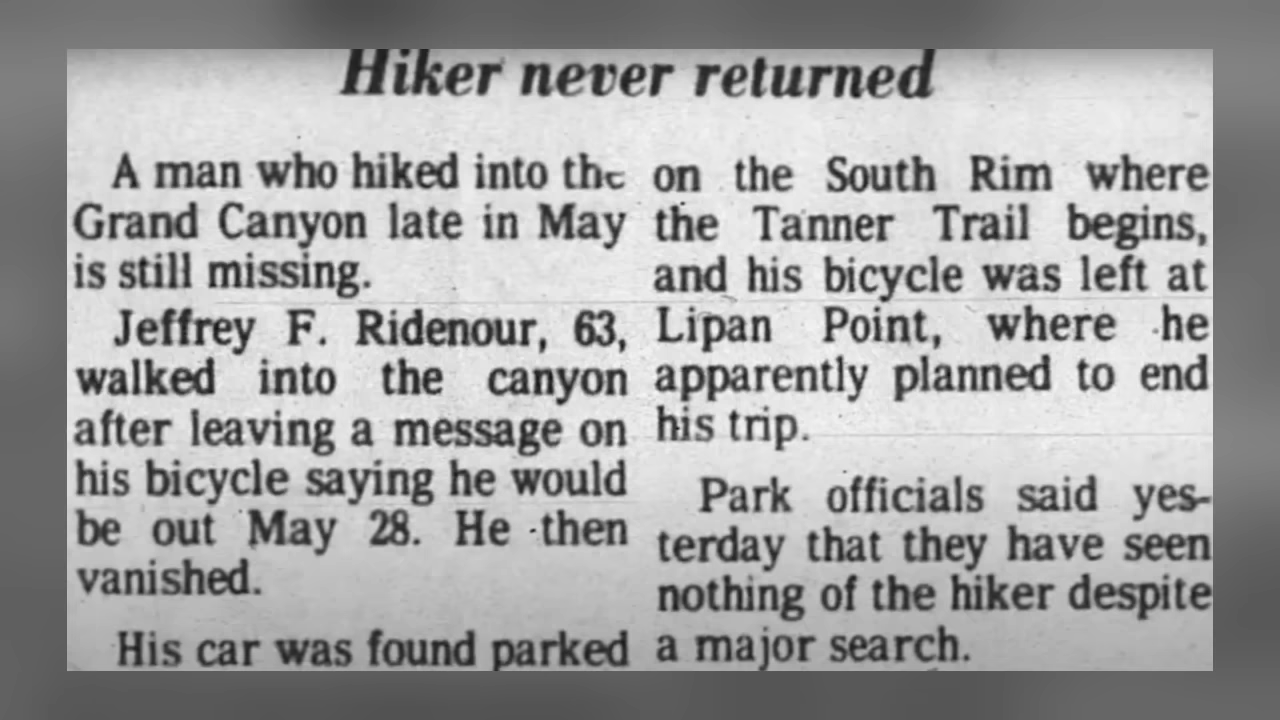 Hiker never returned
A man who hiked into the
Grand Canyon late in May
is still missing.
Jeffrey F. Ridenour, 63,
walked into the canyon
after leaving a message on
his bicycle saying he would
be out May 28. He then
vanished.
His car was found parked
on the South Rim where
the Tanner Trail begins,
and his bicycle was left at
Lipan Point, where he
apparently planned to end
his trip.
Park officials said yes-
terday that they have seen
nothing of the hiker despite
a major search.